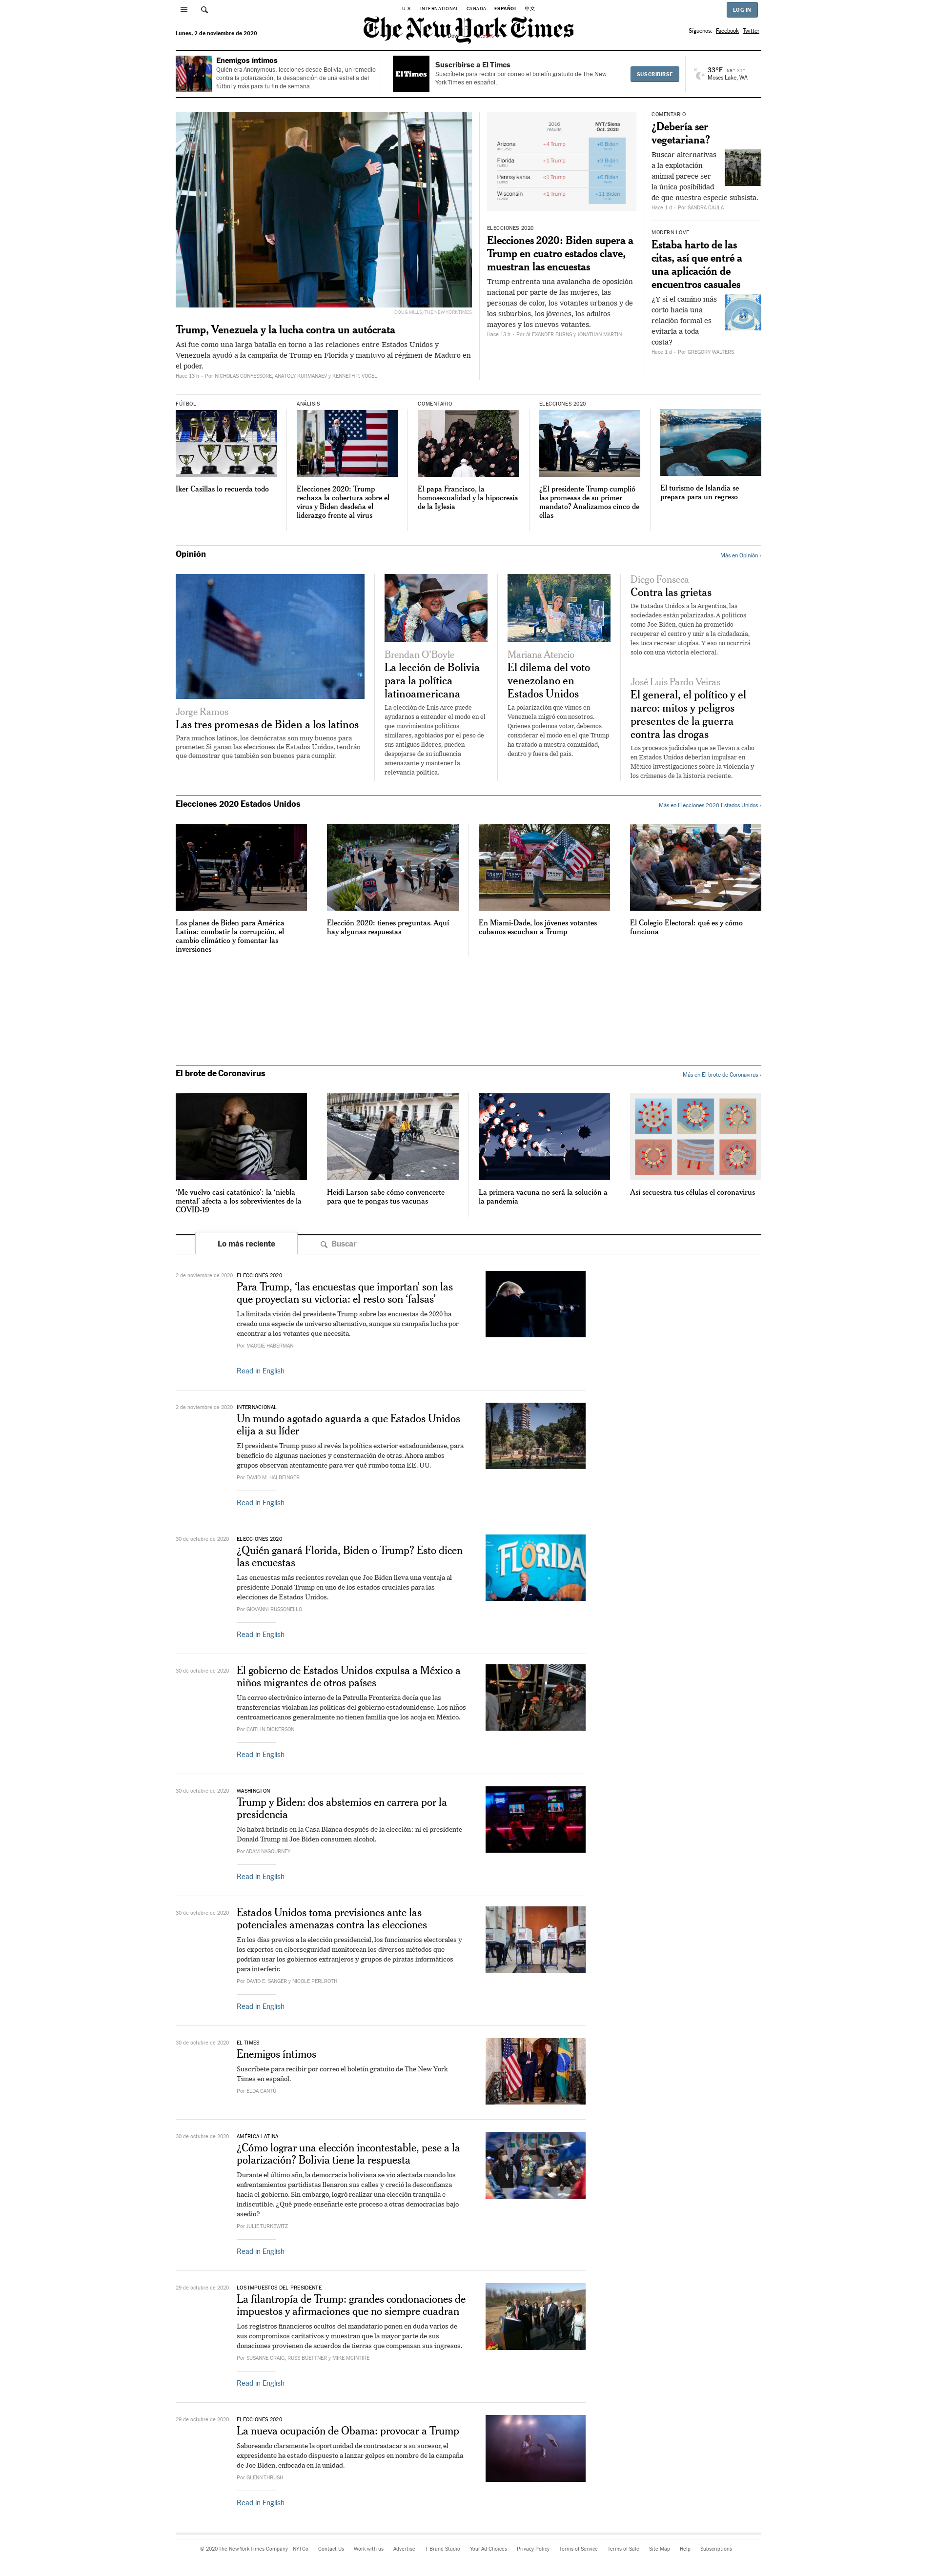 U.S. INTERNATIONAL CANADA ESPAÑOL 中文
LOG IN
Lunes, 2 de noviembre de 2020
The New York Times
Síguenos: Facebook Twitter
Enemigos íntimos
Quién era Anonymous, lecciones desde Bolivia, un remedio
contra la polarización, la desaparición de una estrella del
fútbol y más para tu fin de semana.
El Times
Suscribirse a El Times
Suscríbete para recibir por correo el boletín gratuito de The New
York Times en español.
SUSCRIBIRSE
33°F 59° 31°
Moses Lake, WA
DOUG MILLS/THE NEW YORK TIMES
Trump, Venezuela y la lucha contra un autócrata
Así fue como una larga batalla en torno a las relaciones entre Estados Unidos y
Venezuela ayudó a la campaña de Trump en Florida y mantuvo al régimen de Maduro en
el poder.
Hace 13 h - Por NICHOLAS CONFESSORE, ANATOLY KURMANAEV y KENNETH P. VOGEL
2016 results
NYT/Siena Oct. 2020
Arizona +4 Trump +6 Biden
Florida +1 Trump +3 Biden
Pennsylvania <1 Trump +6 Biden
Wisconsin <1 Trump +11 Biden
ELECCIONES 2020
Elecciones 2020: Biden supera a
Trump en cuatro estados clave,
muestran las encuestas
Trump enfrenta una avalancha de oposición
nacional por parte de las mujeres, las
personas de color, los votantes urbanos y de
los suburbios, los jóvenes, los adultos
mayores y los nuevos votantes.
Hace 13 h - Por ALEXANDER BURNS y JONATHAN MARTIN
COMENTARIO
¿Debería ser
vegetariana?
Buscar alternativas
a la explotación
animal parece ser
la única posibilidad
de que nuestra especie subsista.
Hace 1 d - Por SANDRA CAULA
MODERN LOVE
Estaba harto de las
citas, así que entré a
una aplicación de
encuentros casuales
¿Y si el camino más
corto hacia una
relación formal es
evitarla a toda
costa?
Hace 1 d - Por GREGORY WALTERS
FÚTBOL
Iker Casillas lo recuerda todo
ANÁLISIS
Elecciones 2020: Trump
rechaza la cobertura sobre el
virus y Biden desdeña el
liderazgo frente al virus
COMENTARIO
El papa Francisco, la
homosexualidad y la hipocresía
de la Iglesia
ELECCIONES 2020
¿El presidente Trump cumplió
las promesas de su primer
mandato? Analizamos cinco de
ellas
El turismo de Islandia se
prepara para un regreso
Opinión
Más en Opinión ›
Jorge Ramos
Las tres promesas de Biden a los latinos
Para muchos latinos, los demócratas son muy buenos para
prometer. Si ganan las elecciones de Estados Unidos, tendrán
que demostrar que también son buenos para cumplir.
Brendan O'Boyle
La lección de Bolivia
para la política
latinoamericana
La elección de Luis Arce puede
ayudarnos a entender el modo en el
que movimientos políticos
similares, agobiados por el peso de
sus antiguos líderes, pueden
despojarse de su influencia
amenazante y mantener la
relevancia política.
Mariana Atencio
El dilema del voto
venezolano en
Estados Unidos
La polarización que vimos en
Venezuela migró con nosotros.
Quienes podemos votar, debemos
considerar el modo en el que Trump
ha tratado a nuestra comunidad,
dentro y fuera del país.
Diego Fonseca
Contra las grietas
De Estados Unidos a la Argentina, las
sociedades están polarizadas. A políticos
como Joe Biden, quien ha prometido
recuperar el centro y unir a la ciudadanía,
les toca recrear utopías. Y eso no ocurrirá
solo con una victoria electoral.
José Luis Pardo Veiras
El general, el político y el
narco: mitos y peligros
presentes de la guerra
contra las drogas
Los procesos judiciales que se llevan a cabo
en Estados Unidos deberían impulsar en
México investigaciones sobre la violencia y
los crímenes de la historia reciente.
Elecciones 2020 Estados Unidos
Más en Elecciones 2020 Estados Unidos ›
Los planes de Biden para América
Latina: combatir la corrupción, el
cambio climático y fomentar las
inversiones
Elección 2020: tienes preguntas. Aquí
hay algunas respuestas
En Miami-Dade, los jóvenes votantes
cubanos escuchan a Trump
El Colegio Electoral: qué es y cómo
funciona
El brote de Coronavirus
Más en El brote de Coronavirus ›
'Me vuelvo casi catatónico': la 'niebla
mental' afecta a los sobrevivientes de la
COVID-19
Heidi Larson sabe cómo convencerte
para que te pongas tus vacunas
La primera vacuna no será la solución a
la pandemia
Así secuestra tus células el coronavirus
Lo más reciente
Buscar
2 de noviembre de 2020
ELECCIONES 2020
Para Trump, 'las encuestas que importan' son las
que proyectan su victoria: el resto son 'falsas'
La limitada visión del presidente Trump sobre las encuestas de 2020 ha
creado una especie de universo alternativo, aunque su campaña lucha por
encontrar a los votantes que necesita.
Por MAGGIE HABERMAN
Read in English
2 de noviembre de 2020
INTERNACIONAL
Un mundo agotado aguarda a que Estados Unidos
elija a su líder
El presidente Trump puso al revés la política exterior estadounidense, para
beneficio de algunas naciones y consternación de otras. Ahora ambos
grupos observan atentamente para ver qué rumbo toma EE. UU.
Por DAVID M. HALBFINGER
Read in English
30 de octubre de 2020
ELECCIONES 2020
¿Quién ganará Florida, Biden o Trump? Esto dicen
las encuestas
Las encuestas más recientes revelan que Joe Biden lleva una ventaja al
presidente Donald Trump en uno de los estados cruciales para las
elecciones de Estados Unidos.
Por GIOVANNI RUSSONELLO
FLORIDA
Read in English
30 de octubre de 2020
El gobierno de Estados Unidos expulsa a México a
niños migrantes de otros países
Un correo electrónico interno de la Patrulla Fronteriza decía que las
transferencias violaban las políticas del gobierno estadounidense. Los niños
centroamericanos generalmente no tienen familia que los acoja en México.
Por CAITLIN DICKERSON
Read in English
30 de octubre de 2020
WASHINGTON
Trump y Biden: dos abstemios en carrera por la
presidencia
No habrá brindis en la Casa Blanca después de la elección: ni el presidente
Donald Trump ni Joe Biden consumen alcohol.
Por ADAM NAGOURNEY
Read in English
30 de octubre de 2020
Estados Unidos toma previsiones ante las
potenciales amenazas contra las elecciones
En los días previos a la elección presidencial, los funcionarios electorales y
los expertos en ciberseguridad monitorean los diversos métodos que
podrían usar los gobiernos extranjeros y grupos de piratas informáticos
para interferir.
Por DAVID E. SANGER y NICOLE PERLROTH
Read in English
30 de octubre de 2020
EL TIMES
Enemigos íntimos
Suscríbete para recibir por correo el boletín gratuito de The New York
Times en español.
Por ELDA CANTÚ
30 de octubre de 2020
AMÉRICA LATINA
¿Cómo lograr una elección incontestable, pese a la
polarización? Bolivia tiene la respuesta
Durante el último año, la democracia boliviana se vio afectada cuando los
enfrentamientos partidistas llenaron sus calles y creció la desconfianza
hacia el gobierno. Sin embargo, logró realizar una elección tranquila e
indiscutible. ¿Qué puede enseñarle este proceso a otras democracias bajo
asedio?
Por JULIE TURKEWITZ
Read in English
29 de octubre de 2020
LOS IMPUESTOS DEL PRESIDENTE
La filantropía de Trump: grandes condonaciones de
impuestos y afirmaciones que no siempre cuadran
Los registros financieros ocultos del mandatario ponen en duda varios de
sus compromisos caritativos y muestran que la mayor parte de sus
donaciones provienen de acuerdos de tierras que compensan sus ingresos.
Por SUSANNE CRAIG, RUSS BUETTNER y MIKE MCINTIRE
Read in English
29 de octubre de 2020
ELECCIONES 2020
La nueva ocupación de Obama: provocar a Trump
Saboreando claramente la oportunidad de contraatacar a su sucesor, el
expresidente ha estado dispuesto a lanzar golpes en nombre de la campaña
de Joe Biden, enfocada en la unidad.
Por GLENN THRUSH
Read in English
© 2020 The New York Times Company NYTCo Contact Us Work with us Advertise T Brand Studio Your Ad Choices Privacy Policy Terms of Service Terms of Sale Site Map Help Subscriptions